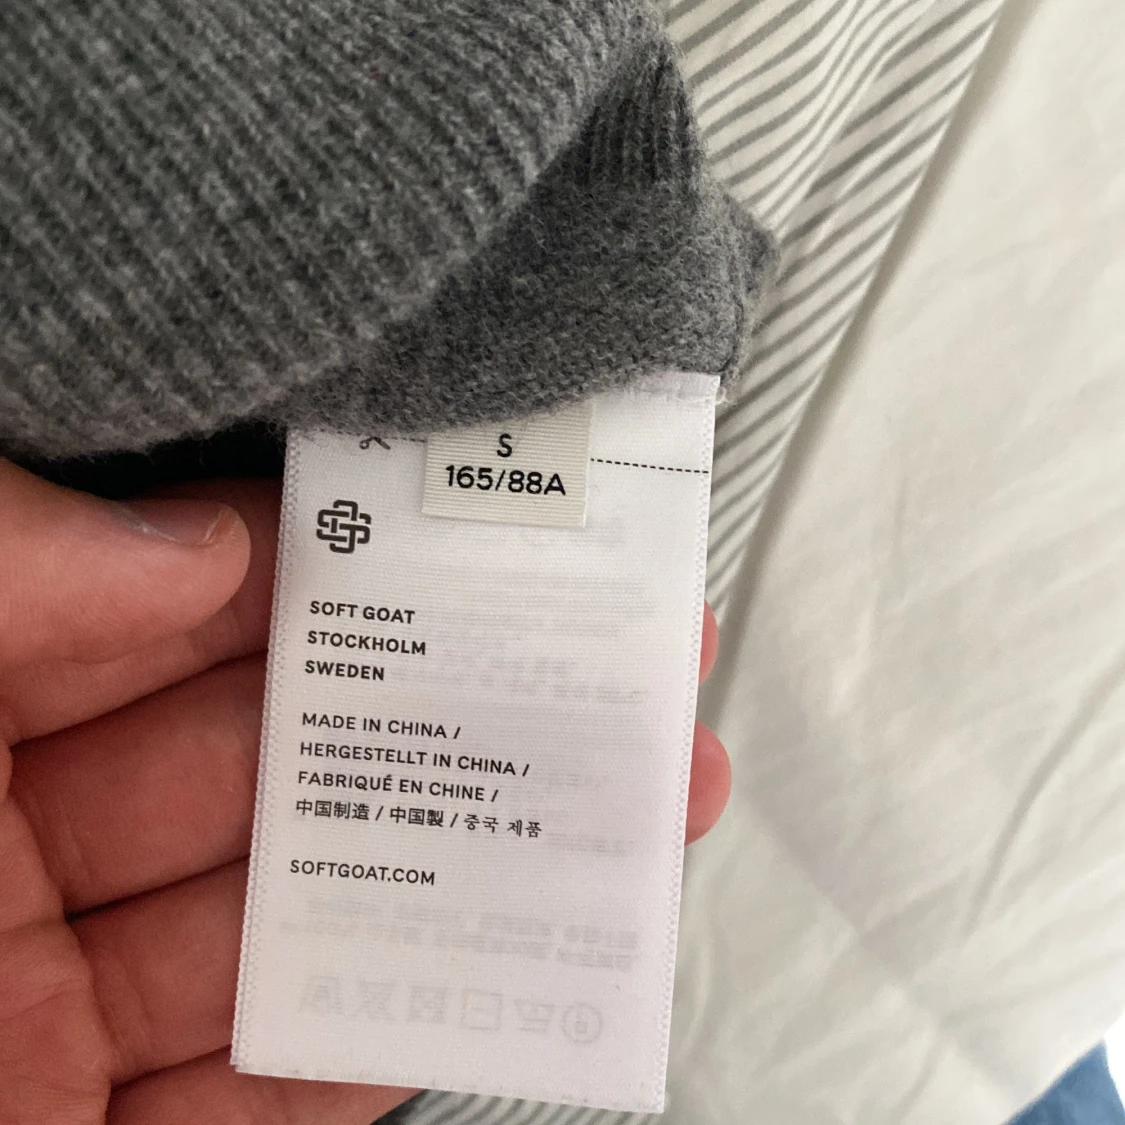 S
165/88A
SOFT GOAT
STOCKHOLM
SWEDEN
MADE IN CHINA /
HERGESTELLT IN CHINA /
FABRIQUÉ EN CHINE /
中国制造 / 中国製 / 중국 제품
SOFTGOAT.COM